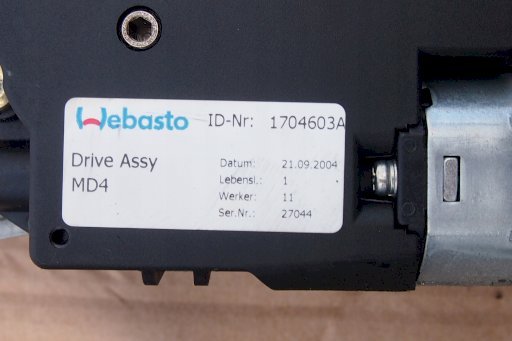 Webasto ID-Nr: 1704603A
Drive Assy
MD4
Datum: 21.09.2004
Lebensl.: 1
Werker: 11
Ser.Nr.: 27044